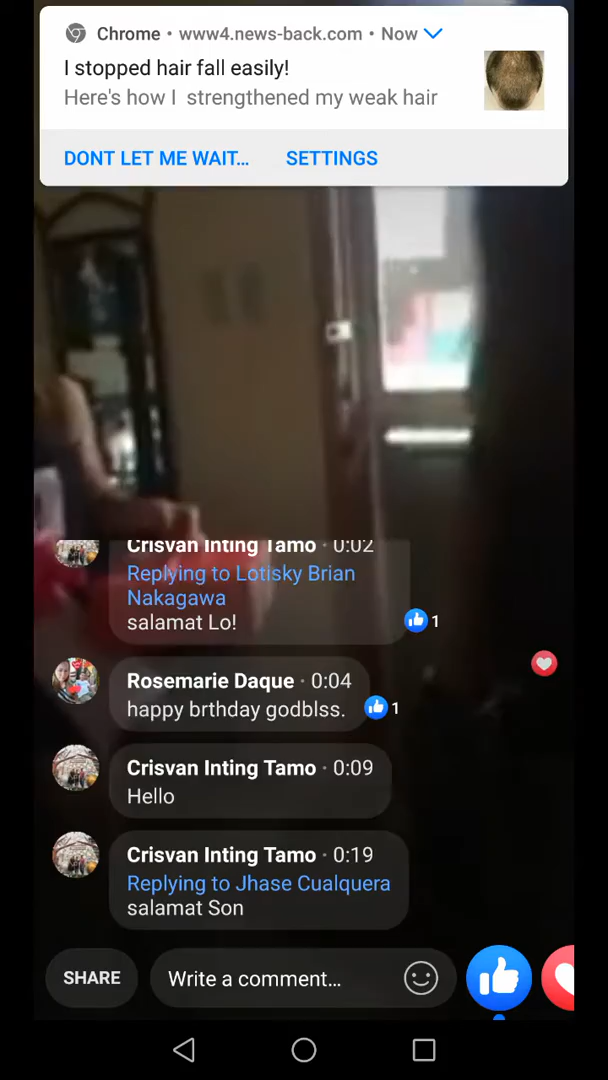 Chrome • www4.news-back.com • Now
I stopped hair fall easily!
Here's how I strengthened my weak hair
DONT LET ME WAIT...
SETTINGS
Crisvan Inting Tamo · 0:02
Replying to Lotisky Brian
Nakagawa
salamat Lo!
1
Rosemarie Daque · 0:04
happy brthday godblss.
1
Crisvan Inting Tamo · 0:09
Hello
Crisvan Inting Tamo · 0:19
Replying to Jhase Cualquera
salamat Son
SHARE
Write a comment...